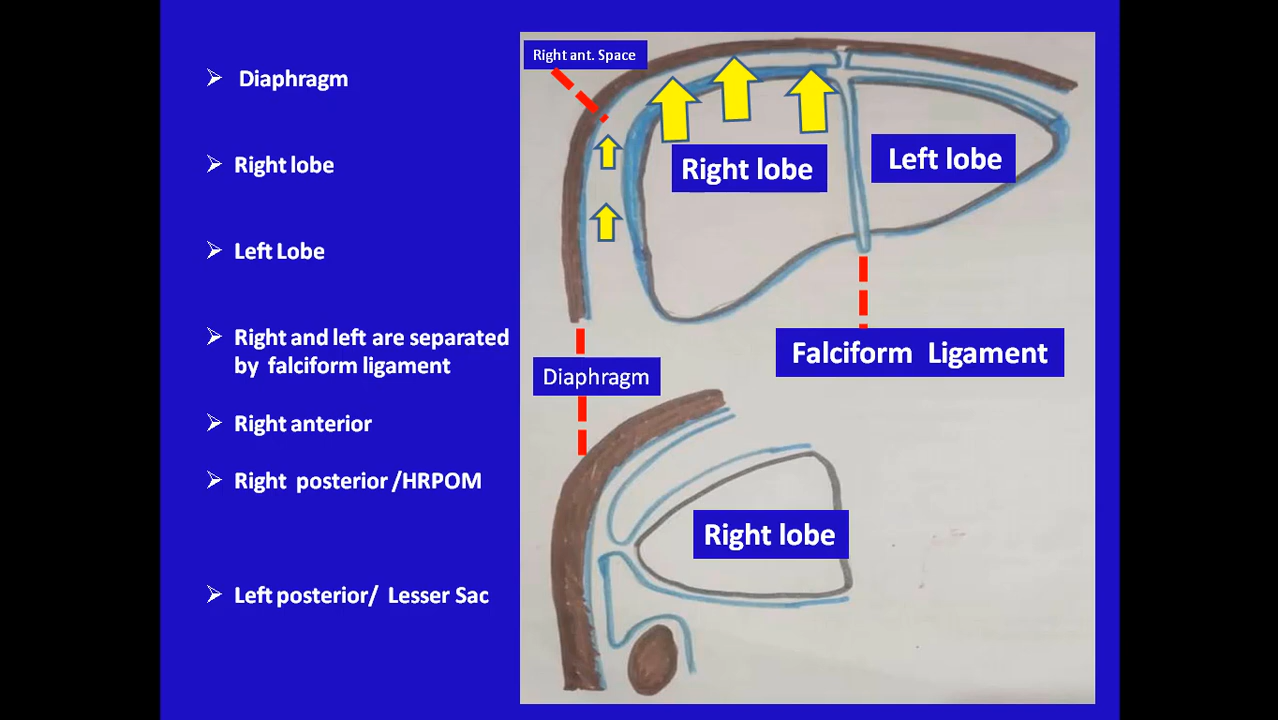 Diaphragm
Right lobe
Left Lobe
Right and left are separated
by falciform ligament
Right anterior
Right posterior /HRPOM
Left posterior/ Lesser Sac
Right ant. Space
Right lobe
Left lobe
Falciform Ligament
Diaphragm
Right lobe